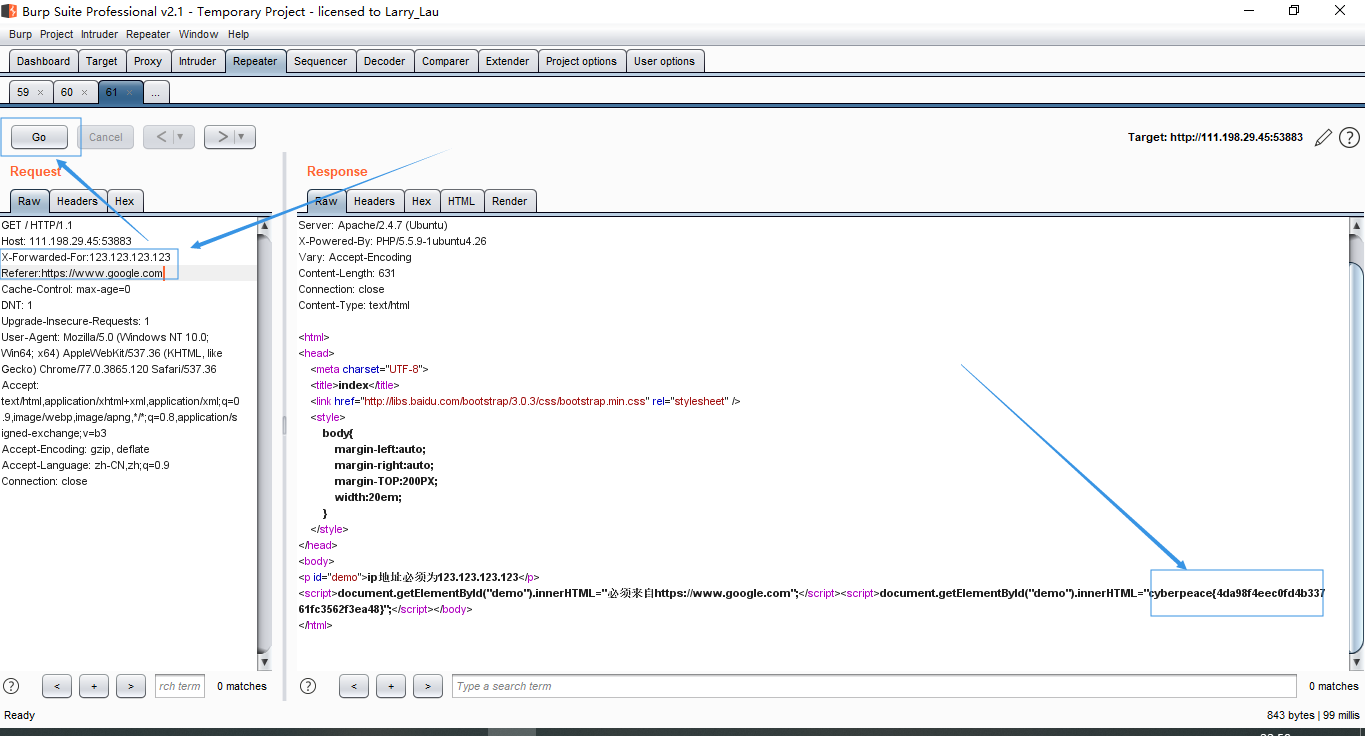 Burp Suite Professional v2.1 - Temporary Project - licensed to Larry_Lau
Burp Project Intruder Repeater Window Help
Dashboard Target Proxy Intruder Repeater Sequencer Decoder Comparer Extender Project options User options
59 × 60 × 61 × ...
Go Cancel < > Target: http://111.198.29.45:53883 ?
Request
Raw Headers Hex
GET / HTTP/1.1
Host: 111.198.29.45:53883
X-Forwarded-For:123.123.123.123
Referer:https://www.google.com
Cache-Control: max-age=0
DNT: 1
Upgrade-Insecure-Requests: 1
User-Agent: Mozilla/5.0 (Windows NT 10.0;
Win64; x64) AppleWebKit/537.36 (KHTML, like
Gecko) Chrome/77.0.3865.120 Safari/537.36
Accept:
text/html,application/xhtml+xml,application/xml;q=0
.9,image/webp,image/apng,*/*;q=0.8,application/s
igned-exchange;v=b3
Accept-Encoding: gzip, deflate
Accept-Language: zh-CN,zh;q=0.9
Connection: close
? < + > rch term 0 matches
Response
Raw Headers Hex HTML Render
Server: Apache/2.4.7 (Ubuntu)
X-Powered-By: PHP/5.5.9-1ubuntu4.26
Vary: Accept-Encoding
Content-Length: 631
Connection: close
Content-Type: text/html
<html>
<head>
<meta charset="UTF-8">
<title>index</title>
<link href="http://libs.baidu.com/bootstrap/3.0.3/css/bootstrap.min.css" rel="stylesheet" />
<style>
body{
margin-left:auto;
margin-right:auto;
margin-TOP:200PX;
width:20em;
}
</style>
</head>
<body>
<p id="demo">ip地址必须为123.123.123.123</p>
<script>document.getElementById("demo").innerHTML="必须来自https://www.google.com";</script><script>document.getElementById("demo").innerHTML="cyberpeace{4da98f4eec0fd4b337
61fc3562f3ea48}";</script></body>
</html>
? < + > Type a search term 0 matches
Ready 843 bytes | 99 millis